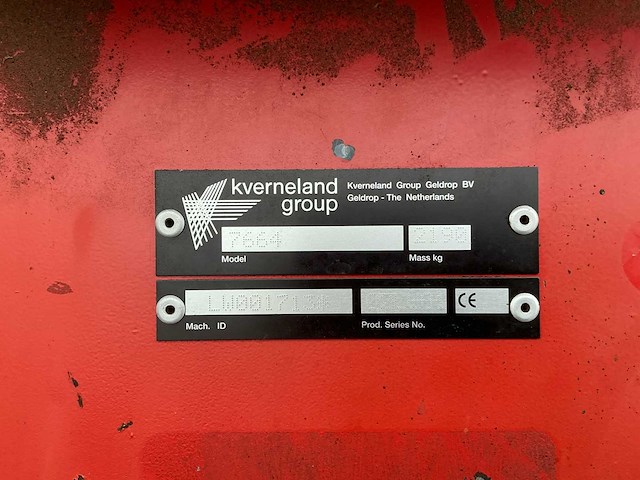 kverneland
group
Kverneland Group Geldrop BV
Geldrop - The Netherlands
7664
Model
Mass kg
Mach. ID
Prod. Series No.
CE